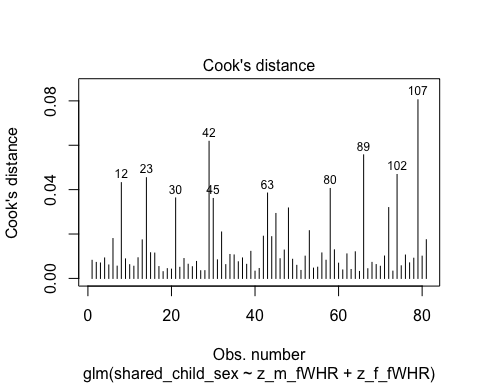 Cook's distance
107
0.08
42
89
23
102
12
63
58
30
45
0.04
0.00
Cook's distance
0 20 40 60 80
Obs. number
glm(shared_child_sex ~ z_m_fWHR + z_f_fWHR)